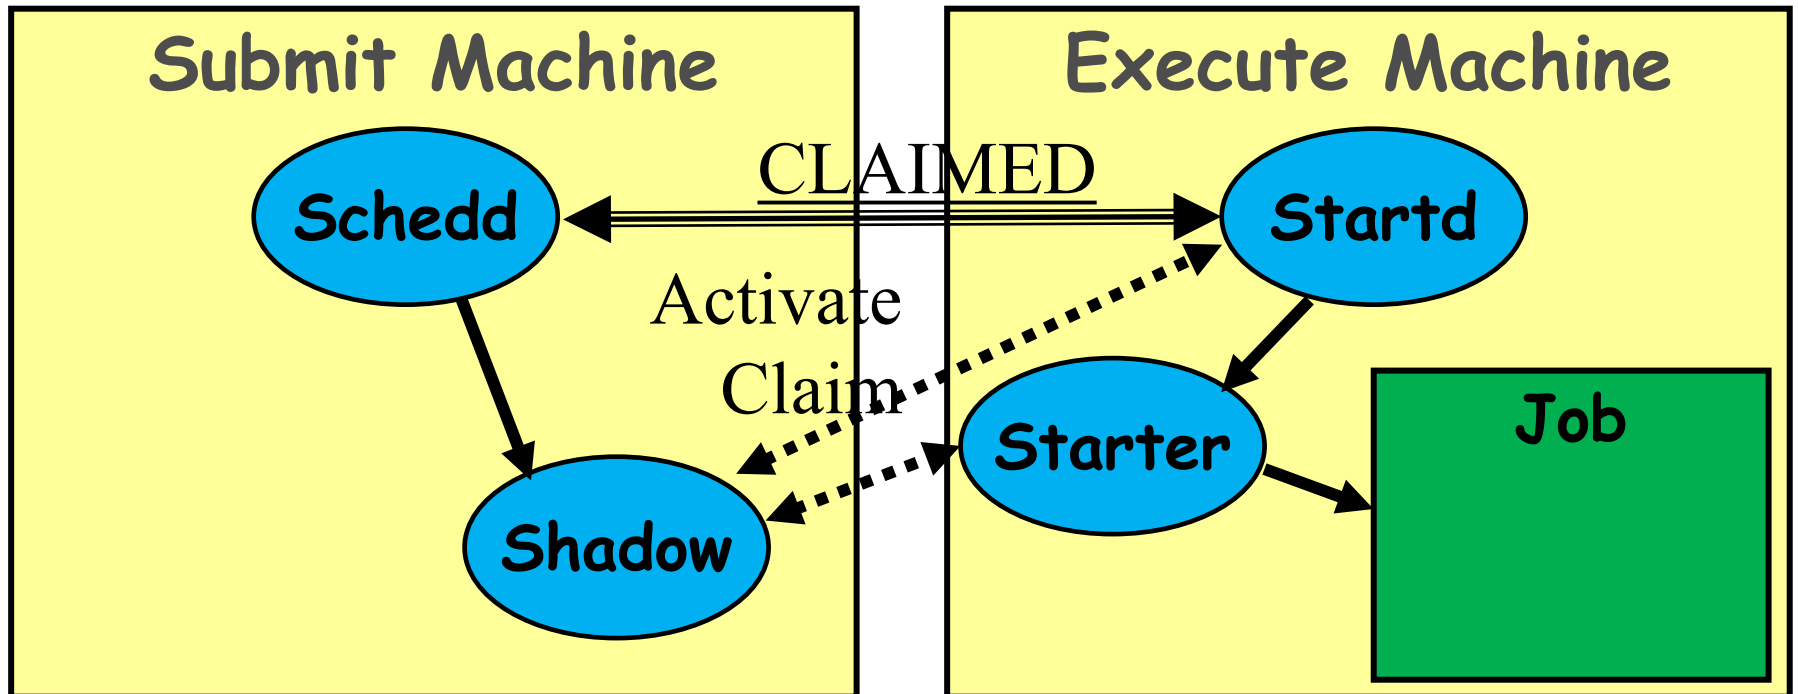 Submit Machine
Execute Machine
CLAIMED
Schedd
Startd
Activate
Claim
Starter
Job
Shadow